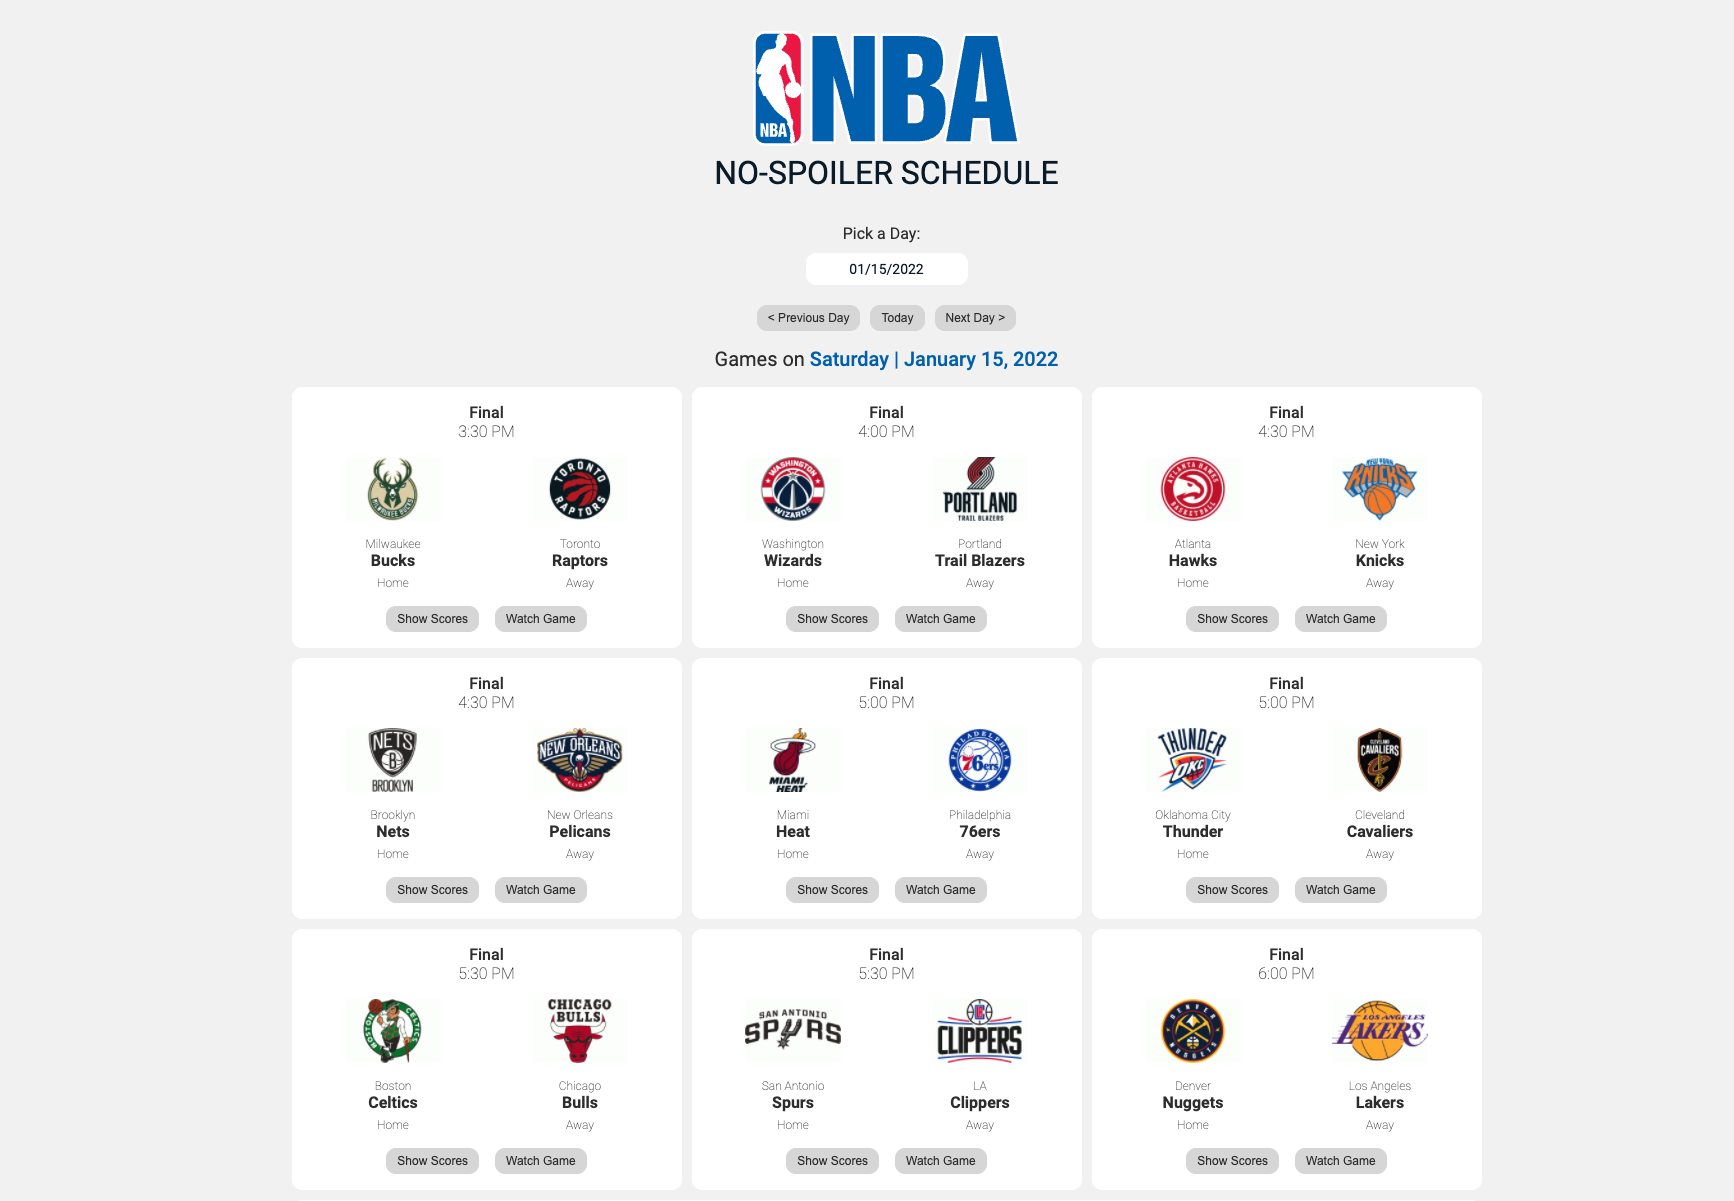 NBA
NBA
NO-SPOILER SCHEDULE
Pick a Day:
01/15/2022
< Previous Day
Today
Next Day >
Games on Saturday | January 15, 2022
Final
3:30 PM
MILWAUKEE BUCKS
TORONTO
RAPTORS
Milwaukee
Bucks
Home
Toronto
Raptors
Away
Show Scores
Watch Game
Final
4:00 PM
WASHINGTON
WIZARDS
PORTLAND
TRAIL BLAZERS
Washington
Wizards
Home
Portland
Trail Blazers
Away
Show Scores
Watch Game
Final
4:30 PM
ATLANTA HAWKS
BASKETBALL
NEW YORK
KNICKS
Atlanta
Hawks
Home
New York
Knicks
Away
Show Scores
Watch Game
Final
4:30 PM
NETS
B
BROOKLYN
NEW ORLEANS
PELICANS
Brooklyn
Nets
Home
New Orleans
Pelicans
Away
Show Scores
Watch Game
Final
5:00 PM
MIAMI
HEAT
PHILADELPHIA
76ers
Miami
Heat
Home
Philadelphia
76ers
Away
Show Scores
Watch Game
Final
5:00 PM
THUNDER
OKC
CLEVELAND
CAVALIERS
Oklahoma City
Thunder
Home
Cleveland
Cavaliers
Away
Show Scores
Watch Game
Final
5:30 PM
BOSTON
CELTICS
CHICAGO
BULLS
Boston
Celtics
Home
Chicago
Bulls
Away
Show Scores
Watch Game
Final
5:30 PM
SAN ANTONIO
SPURS
CLIPPERS
San Antonio
Spurs
Home
LA
Clippers
Away
Show Scores
Watch Game
Final
6:00 PM
DENVER
NUGGETS
LOS ANGELES
LAKERS
Denver
Nuggets
Home
Los Angeles
Lakers
Away
Show Scores
Watch Game